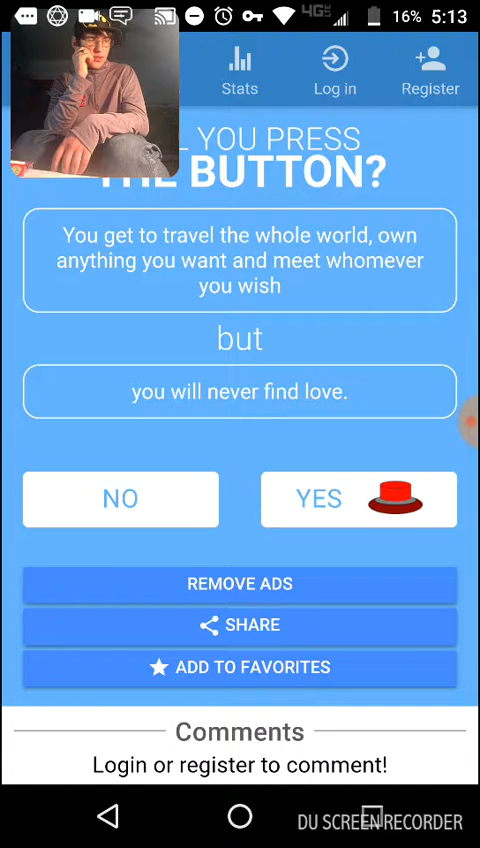 4G 16% 5:13
Stats Log in Register
L YOU PRESS
THE BUTTON?
You get to travel the whole world, own
anything you want and meet whomever
you wish
but
you will never find love.
NO YES
REMOVE ADS
SHARE
ADD TO FAVORITES
Comments
Login or register to comment!
DU SCREEN RECORDER